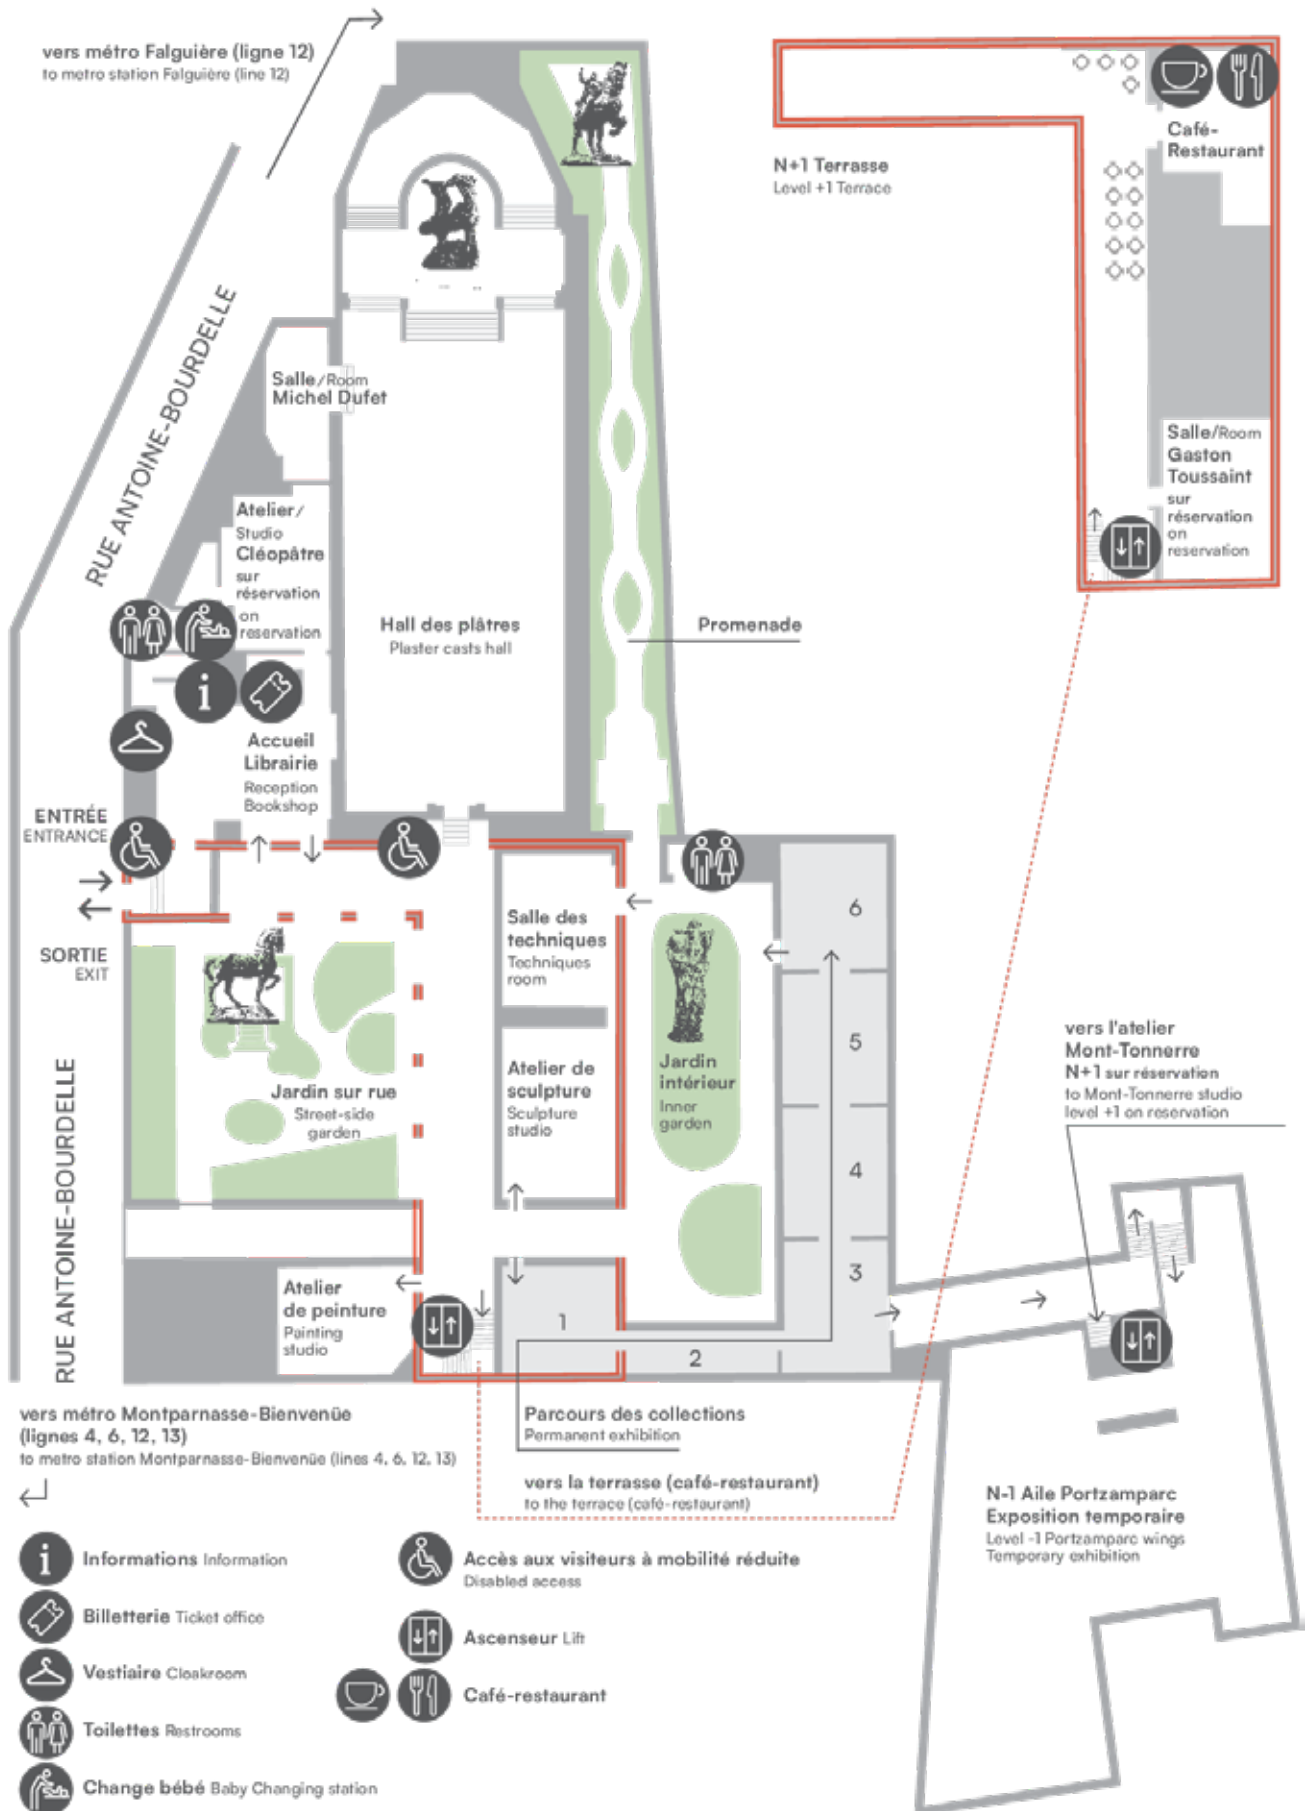 vers métro Falguière (ligne 12)
to metro station Falguière (line 12)
N+1 Terrasse
Level +1 Terrace
Café-
Restaurant
RUE ANTOINE-BOURDELLE
Salle/Room
Michel Dufet
Atelier/
Studio
Cléopâtre
sur
réservation
on
reservation
Salle/Room
Gaston
Toussaint
sur
réservation
on
reservation
Hall des plâtres
Plaster casts hall
Promenade
Accueil
Librairie
Reception
Bookshop
ENTRÉE
ENTRANCE
SORTIE
EXIT
Salle des
techniques
Techniques
room
6
5
4
3
Atelier de
sculpture
Sculpture
studio
Jardin
intérieur
Inner
garden
Jardin sur rue
Street-side
garden
RUE ANTOINE-BOURDELLE
vers l'atelier
Mont-Tonnerre
N+1 sur réservation
to Mont-Tonnerre studio
level +1 on reservation
Atelier
de peinture
Painting
studio
1
2
vers métro Montparnasse-Bienvenüe
(lignes 4, 6, 12, 13)
to metro station Montparnasse-Bienvenüe (lines 4, 6, 12, 13)
Parcours des collections
Permanent exhibition
vers la terrasse (café-restaurant)
to the terrace (café-restaurant)
N-1 Aile Portzamparc
Exposition temporaire
Level -1 Portzamparc wings
Temporary exhibition
Informations Information
Billetterie Ticket office
Vestiaire Cloakroom
Toilettes Restrooms
Change bébé Baby Changing station
Accès aux visiteurs à mobilité réduite
Disabled access
Ascenseur Lift
Café-restaurant